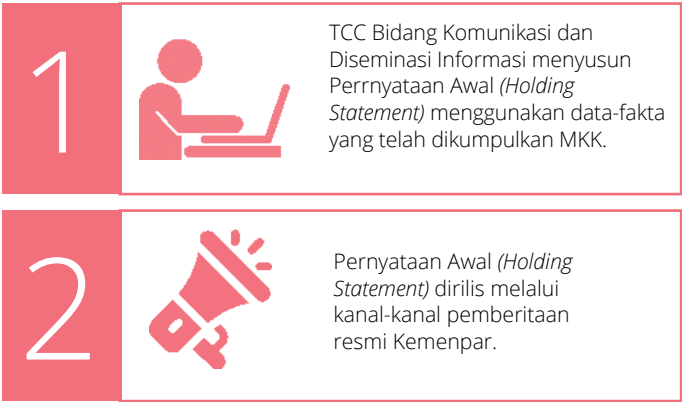 1
TCC Bidang Komunikasi dan
Diseminasi Informasi menyusun
Perrnyataan Awal (Holding
Statement) menggunakan data-fakta
yang telah dikumpulkan MKK.
2
Pernyataan Awal (Holding
Statement) dirilis melalui
kanal-kanal pemberitaan
resmi Kemenpar.